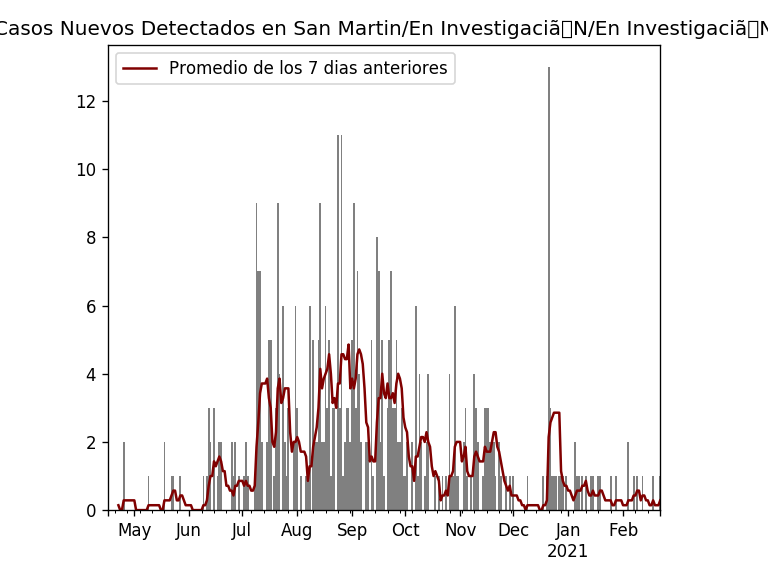 Casos Nuevos Detectados en San Martin/En Investigaciã▯N/En Investigaciã▯N
Promedio de los 7 dias anteriores
12
10
8
6
4
2
0
May Jun Jul Aug Sep Oct Nov Dec Jan Feb
2021